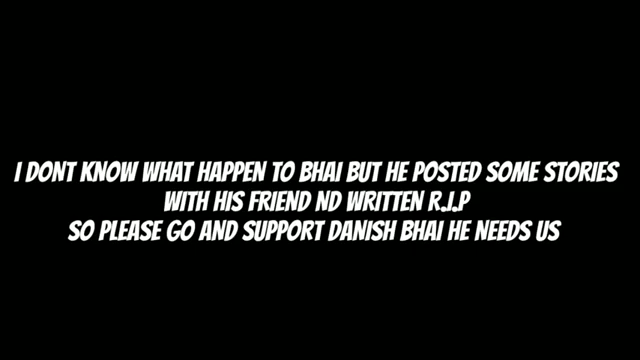 I DONT KNOW WHAT HAPPEN TO BHAI BUT HE POSTED SOME STORIES
WITH HIS FRIEND ND WRITTEN R.I.P
SO PLEASE GO AND SUPPORT DANISH BHAI HE NEEDS US